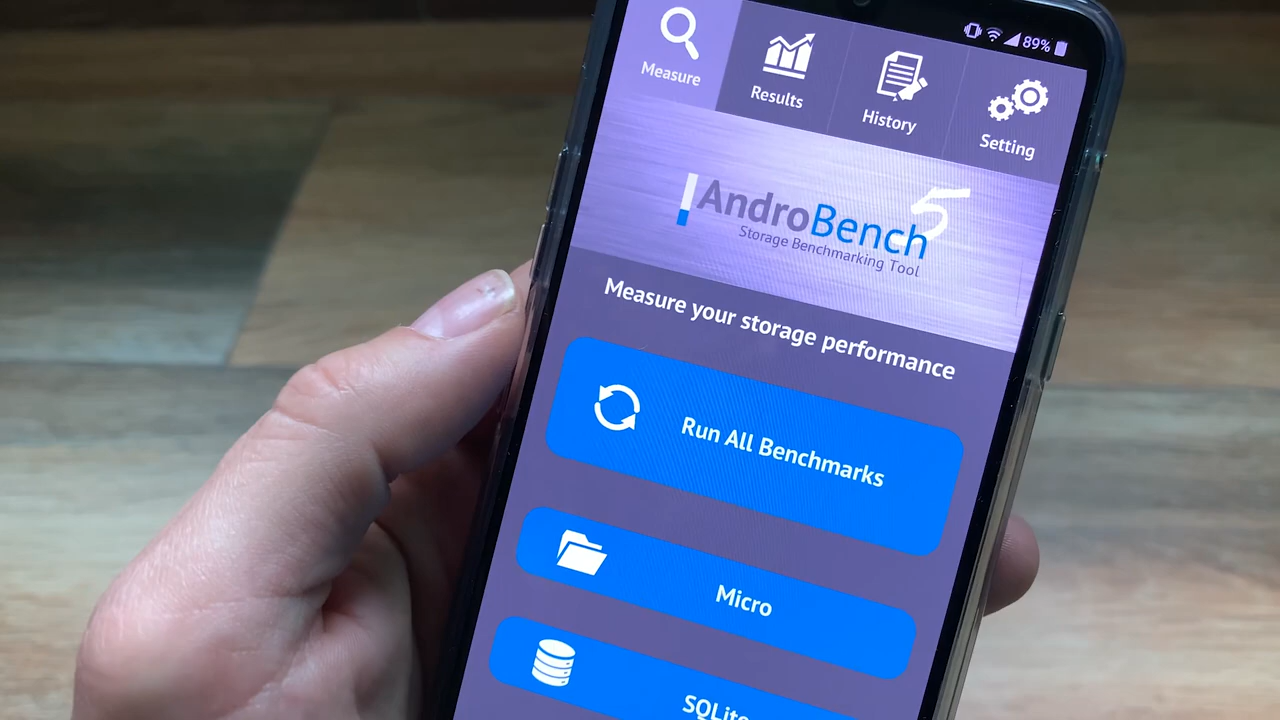 89%
Measure
Results
History
Setting
AndroBench 5
Storage Benchmarking Tool
Measure your storage performance
Run All Benchmarks
Micro
SQLite